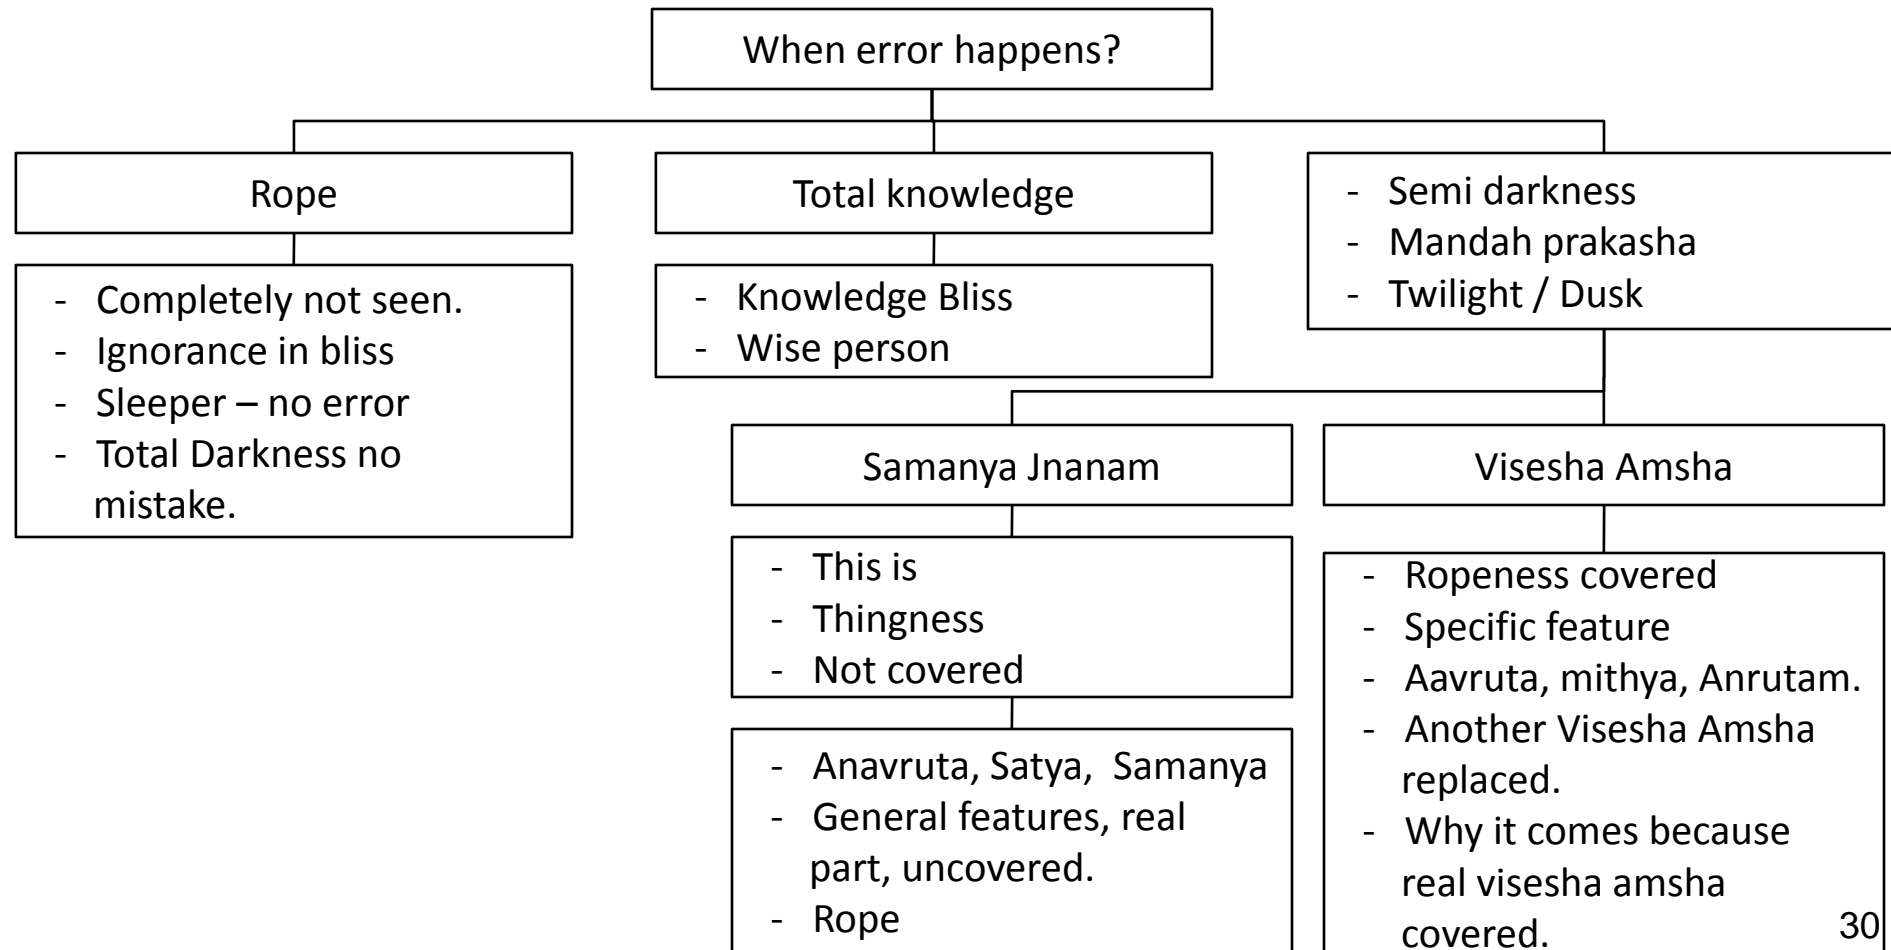 When error happens?
Rope
- Completely not seen.
- Ignorance in bliss
- Sleeper – no error
- Total Darkness no
mistake.
Total knowledge
- Knowledge Bliss
- Wise person
- Semi darkness
- Mandah prakasha
- Twilight / Dusk
Samanya Jnanam
- This is
- Thingness
- Not covered
- Anavruta, Satya, Samanya
- General features, real
part, uncovered.
- Rope
Visesha Amsha
- Ropeness covered
- Specific feature
- Aavruta, mithya, Anrutam.
- Another Visesha Amsha
replaced.
- Why it comes because
real visesha amsha
covered.
30